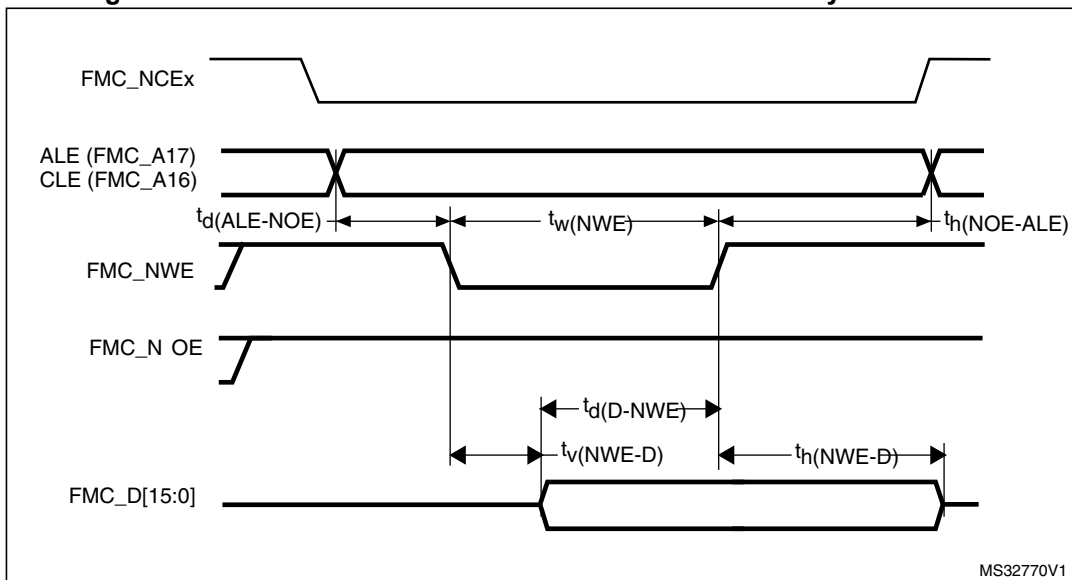 FMC_NCEx
ALE (FMC_A17)
CLE (FMC_A16)
td(ALE-NOE)
tw(NWE)
th(NOE-ALE)
FMC_NWE
FMC_N OE
td(D-NWE)
tv(NWE-D)
th(NWE-D)
FMC_D[15:0]
MS32770V1